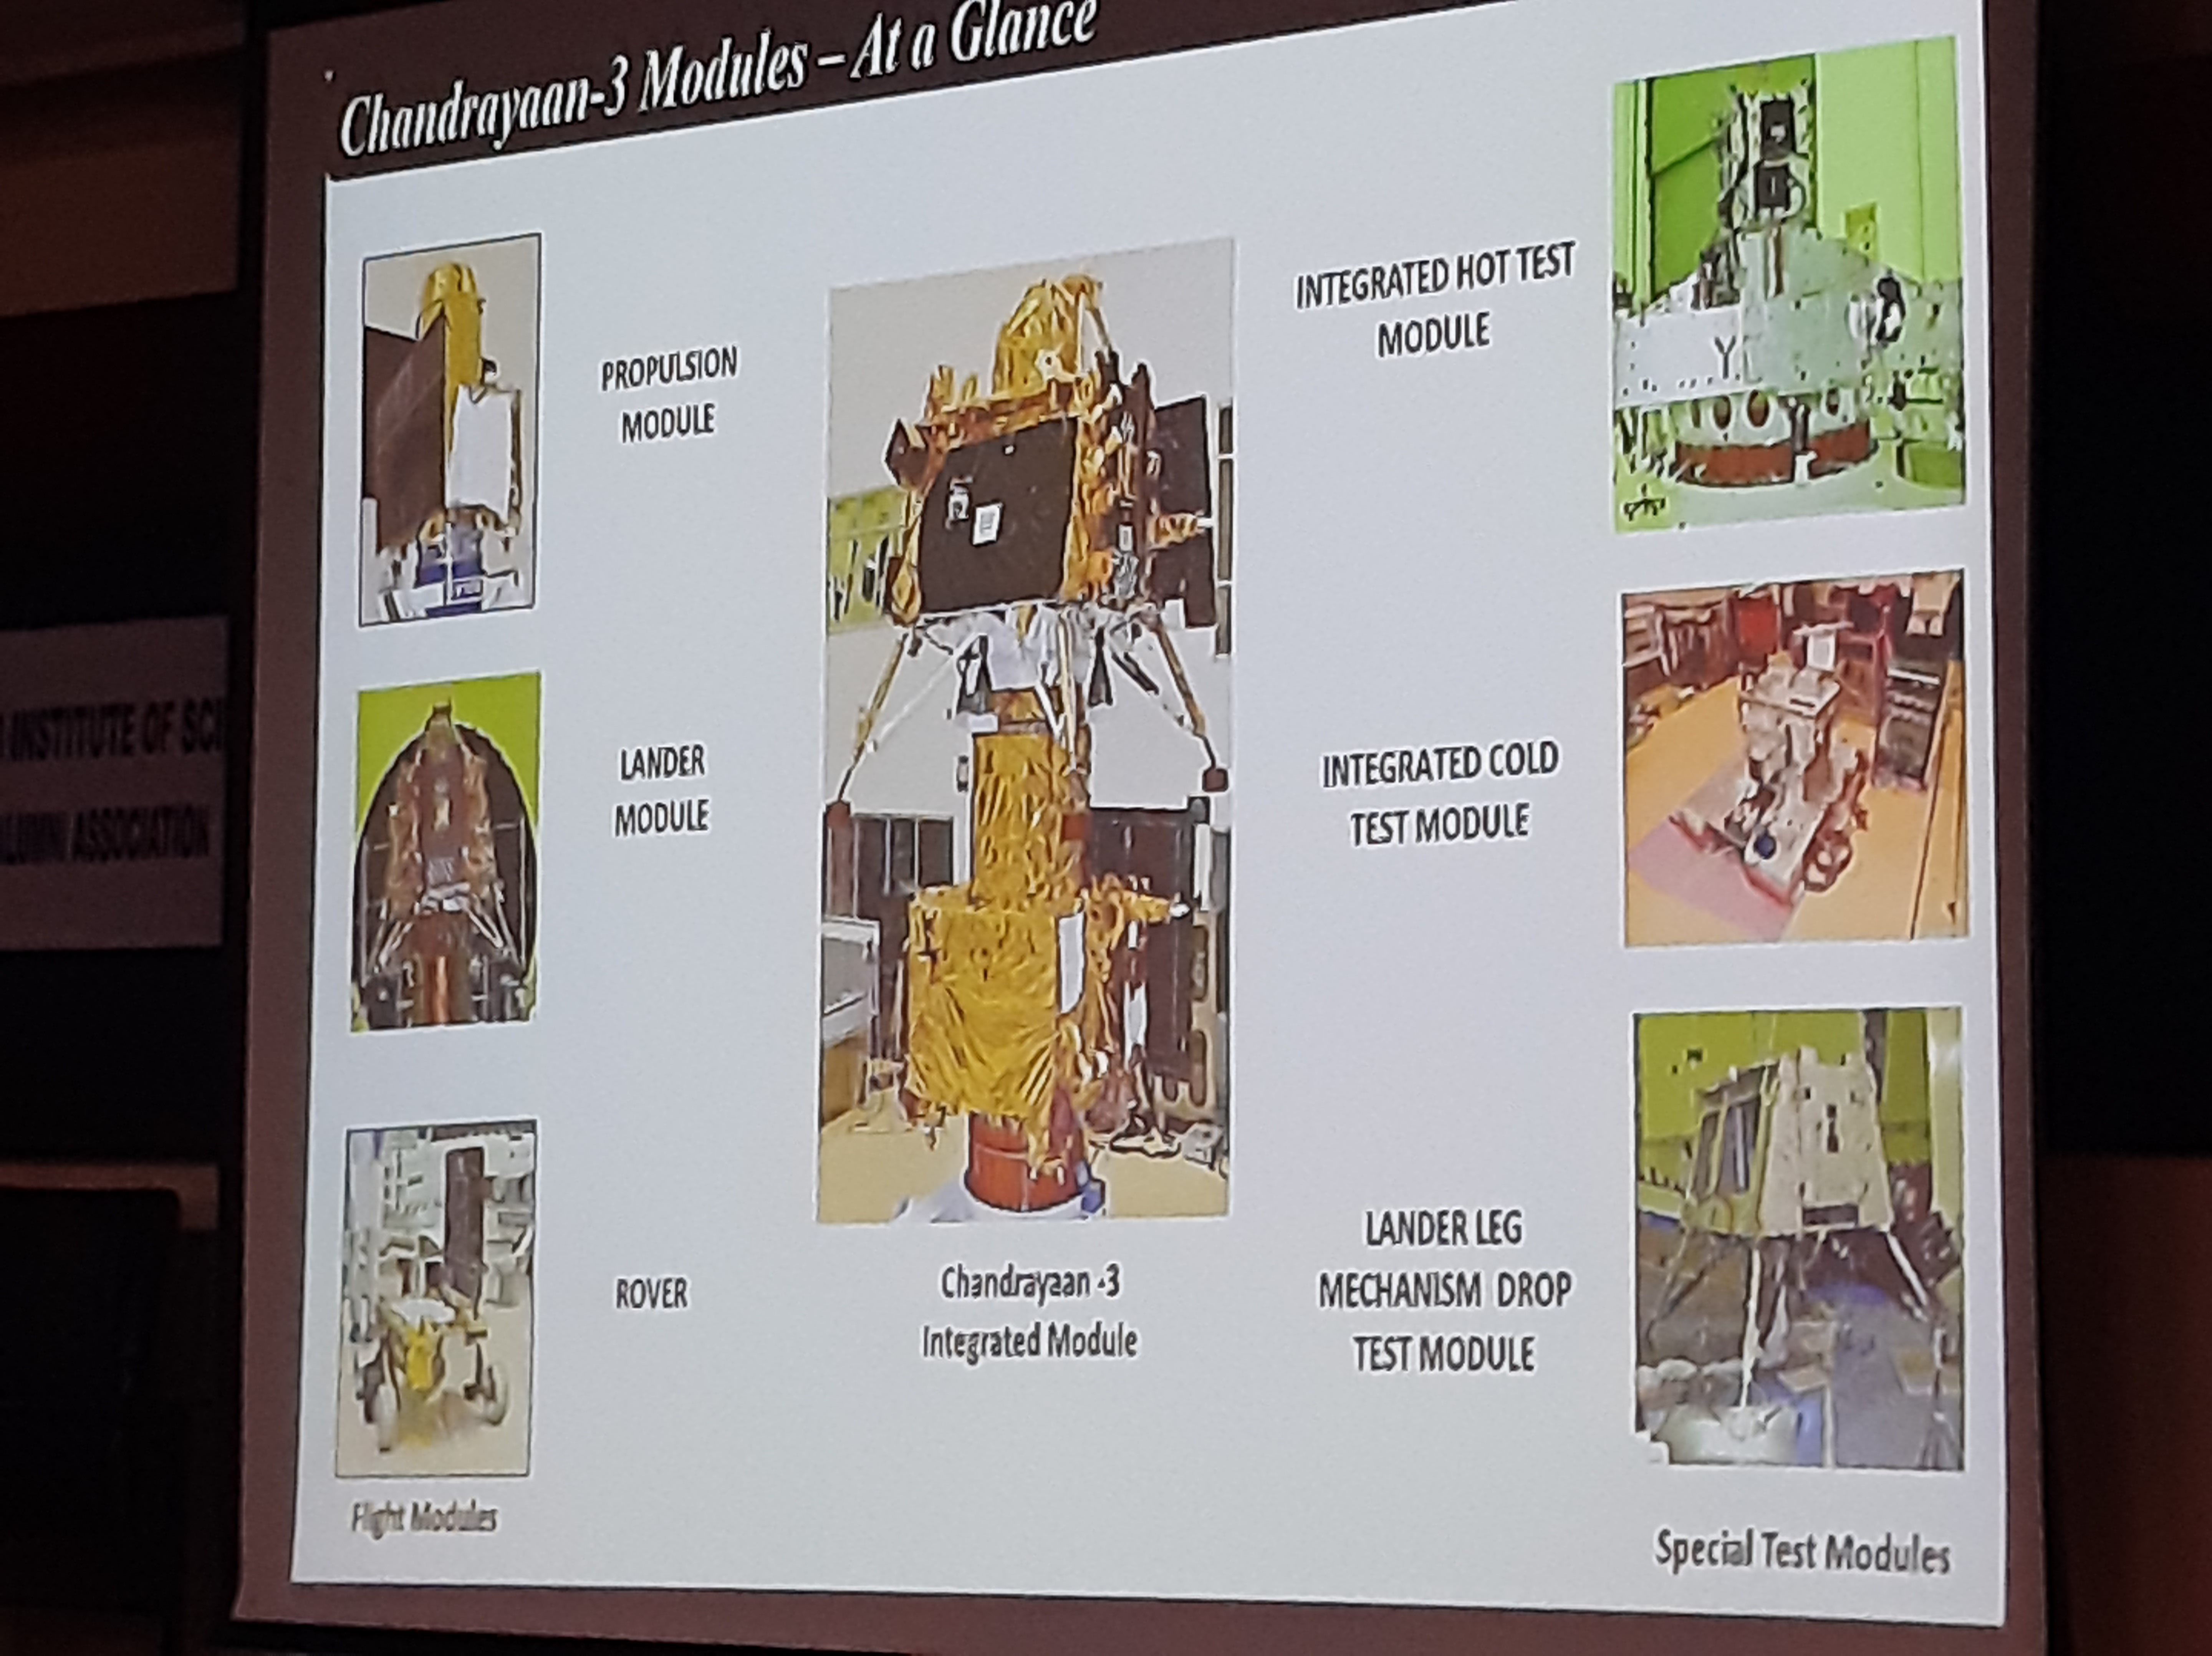 Chandrayaan-3 Modules – At a Glance
PROPULSION
MODULE
LANDER
MODULE
ROVER
Flight Modules
Chandrayaan -3
Integrated Module
INTEGRATED HOT TEST
MODULE
Y
INTEGRATED COLD
TEST MODULE
LANDER LEG
MECHANISM DROP
TEST MODULE
Special Test Modules
INSTITUTE OF SCI
ALUMNI ASSOCIATION